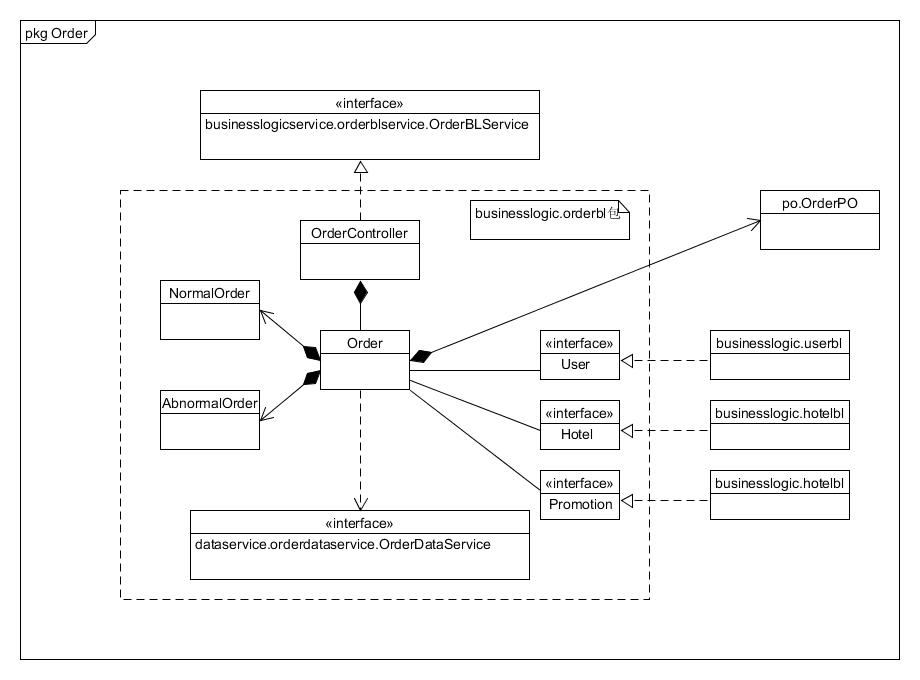 pkg Order
«interface»
businesslogicservice.orderblservice.OrderBLService
businesslogic.orderbl包
po.OrderPO
OrderController
NormalOrder
Order
«interface»
User
businesslogic.userbl
AbnormalOrder
«interface»
Hotel
businesslogic.hotelbl
«interface»
Promotion
businesslogic.hotelbl
«interface»
dataservice.orderdataservice.OrderDataService